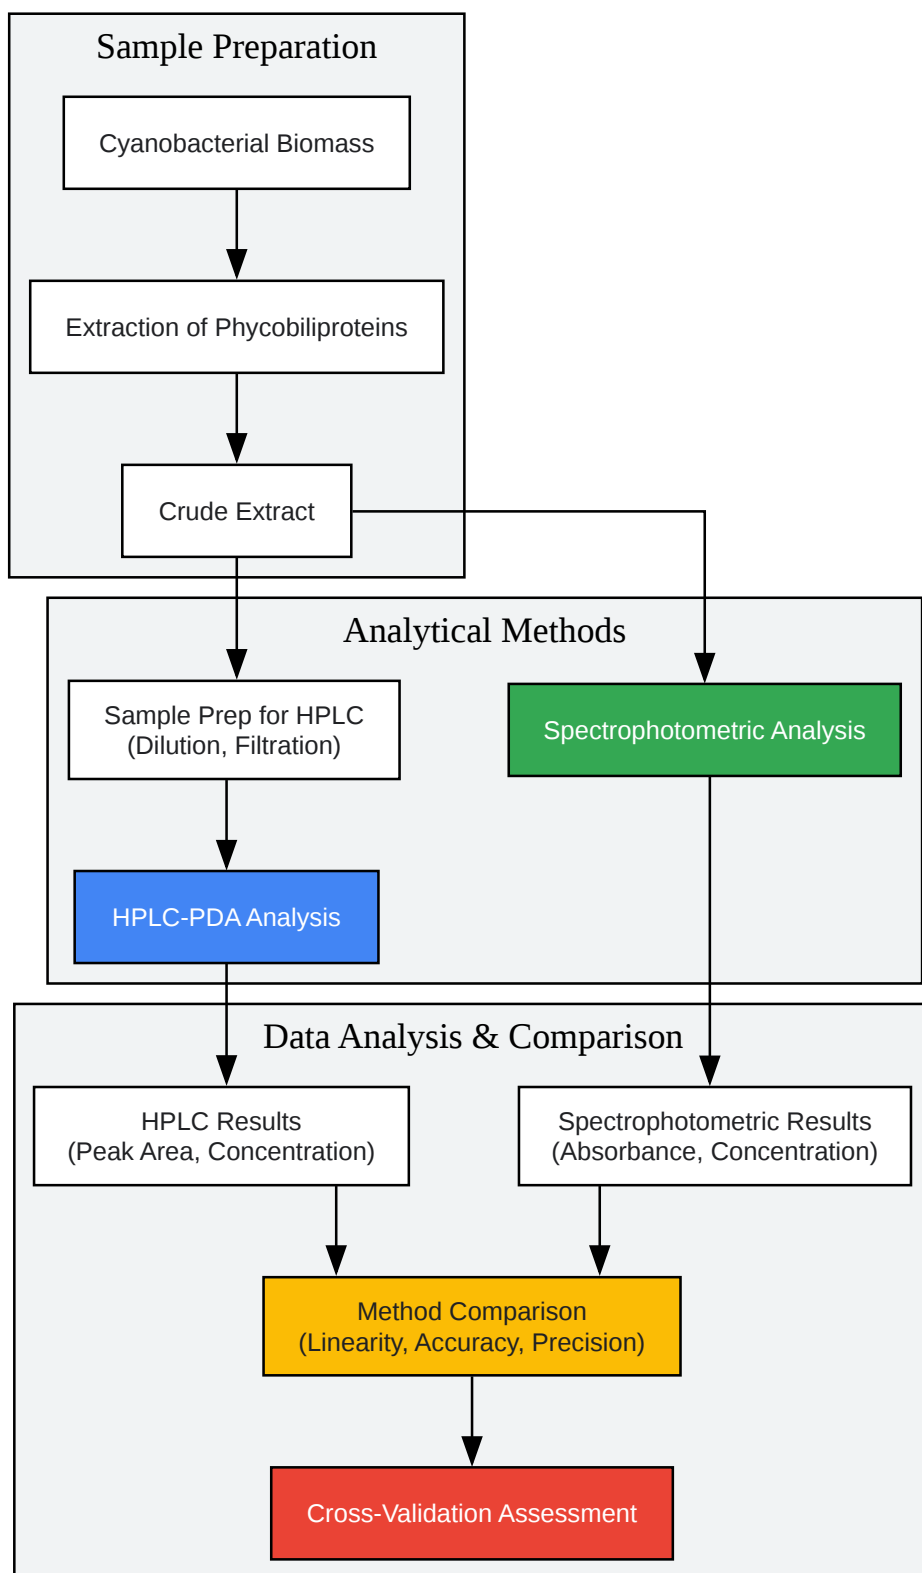 Sample Preparation
Cyanobacterial Biomass
Extraction of Phycobiliproteins
Crude Extract
Analytical Methods
Sample Prep for HPLC
(Dilution, Filtration)
Spectrophotometric Analysis
HPLC-PDA Analysis
Data Analysis & Comparison
HPLC Results
(Peak Area, Concentration)
Spectrophotometric Results
(Absorbance, Concentration)
Method Comparison
(Linearity, Accuracy, Precision)
Cross-Validation Assessment